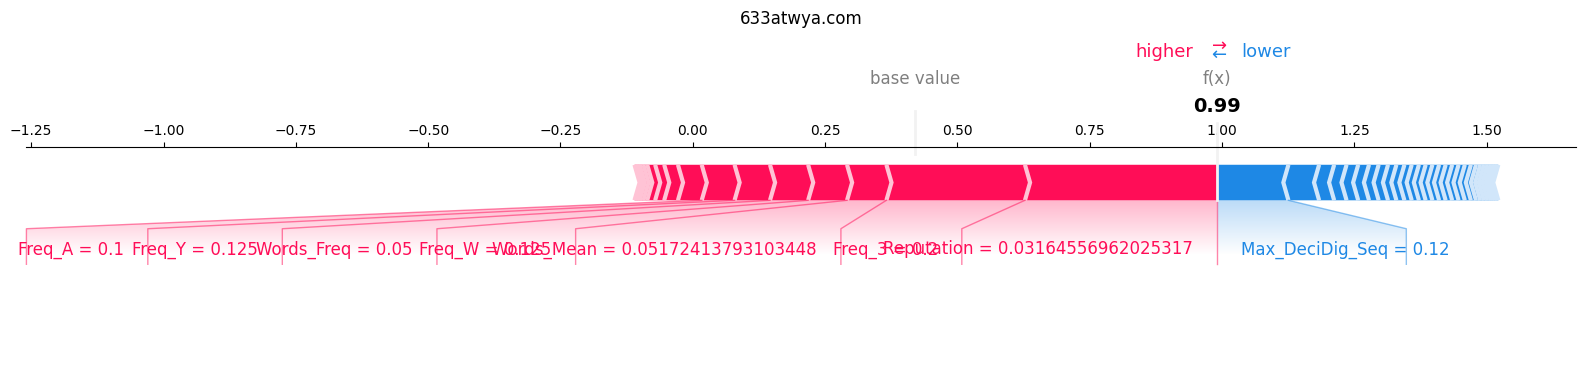 633atwya.com
higher ⇄ lower
base value f(x)
0.99
−1.25 −1.00 −0.75 −0.50 −0.25 0.00 0.25 0.50 0.75 1.00 1.25 1.50
Freq_A = 0.1 Freq_Y = 0.125 Words_Freq = 0.05 Freq_W = 0.125 Words_Mean = 0.05172413793103448 Freq_3 = 0.2 Reputation = 0.03164556962025317 Max_DeciDig_Seq = 0.12